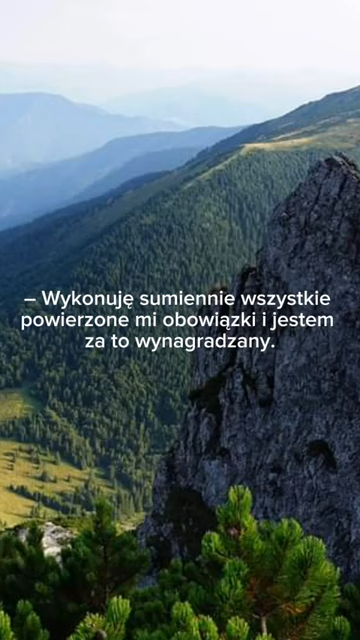 – Wykonuję sumiennie wszystkie
powierzone mi obowiązki i jestem
za to wynagradzany.